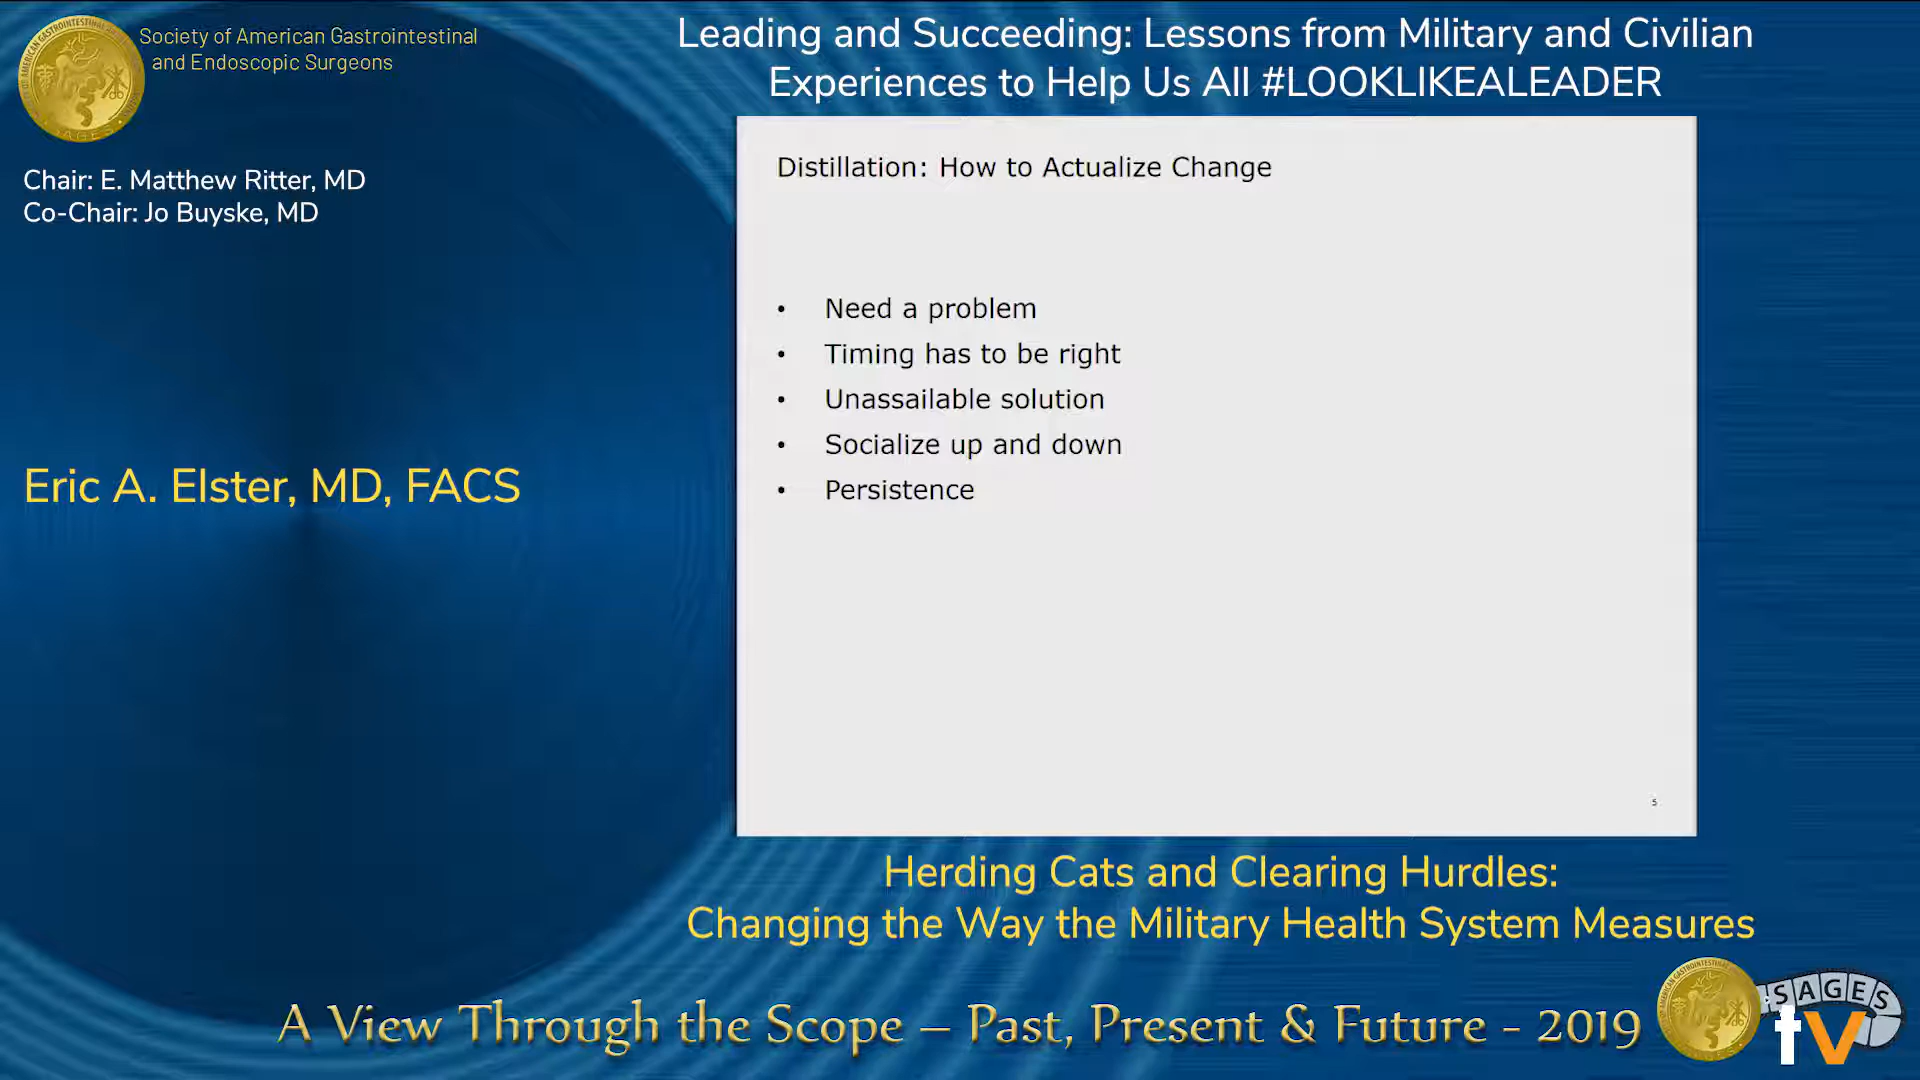 Society of American Gastrointestinal
and Endoscopic Surgeons
Leading and Succeeding: Lessons from Military and Civilian
Experiences to Help Us All #LOOKLIKEALEADER
Chair: E. Matthew Ritter, MD
Co-Chair: Jo Buyske, MD
Eric A. Elster, MD, FACS
Distillation: How to Actualize Change
• Need a problem
• Timing has to be right
• Unassailable solution
• Socialize up and down
• Persistence
5
Herding Cats and Clearing Hurdles:
Changing the Way the Military Health System Measures
A View Through the Scope – Past, Present & Future - 2019
SAGES
tv